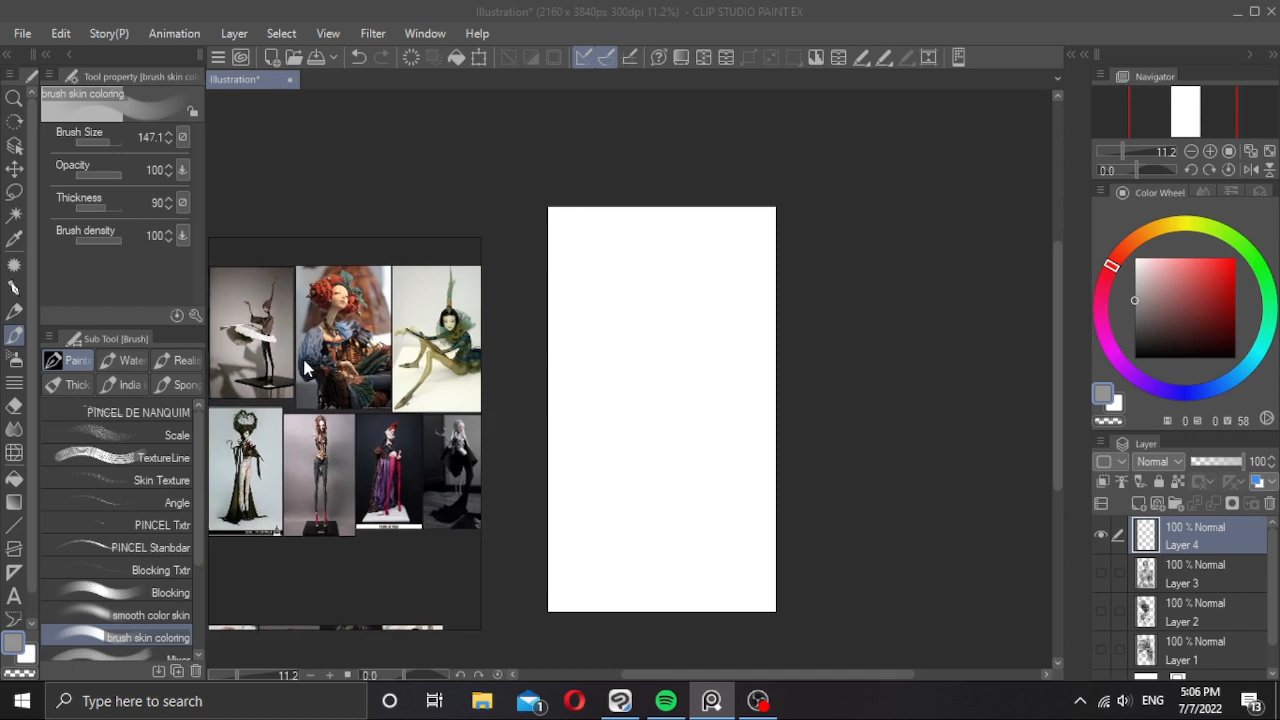 Illustration* (2160 x 3840px 300dpi 11.2%) - CLIP STUDIO PAINT EX
File Edit Story(P) Animation Layer Select View Filter Window Help
Tool property [brush skin col
Illustration*
Navigator
brush skin coloring
Brush Size 147.1
Opacity 100
Thickness 90
Brush density 100
11.2
0.0
Color Wheel
Sub Tool [Brush]
Paint Water Realis
Thick India i Spong
PINCEL DE NANQUIM
Scale
TextureLine
Skin Texture
Angle
PINCEL Txtr
PINCEL Stanbdar
Blocking Txtr
Blocking
smooth color skin
brush skin coloring
Mixer
H 0 S 0 V 58
Layer
Normal 100
100 % Normal
Layer 4
100 % Normal
Layer 3
100 % Normal
Layer 2
100 % Normal
Layer 1
11.2 0.0
Type here to search
1
ENG
5:06 PM
7/7/2022
13